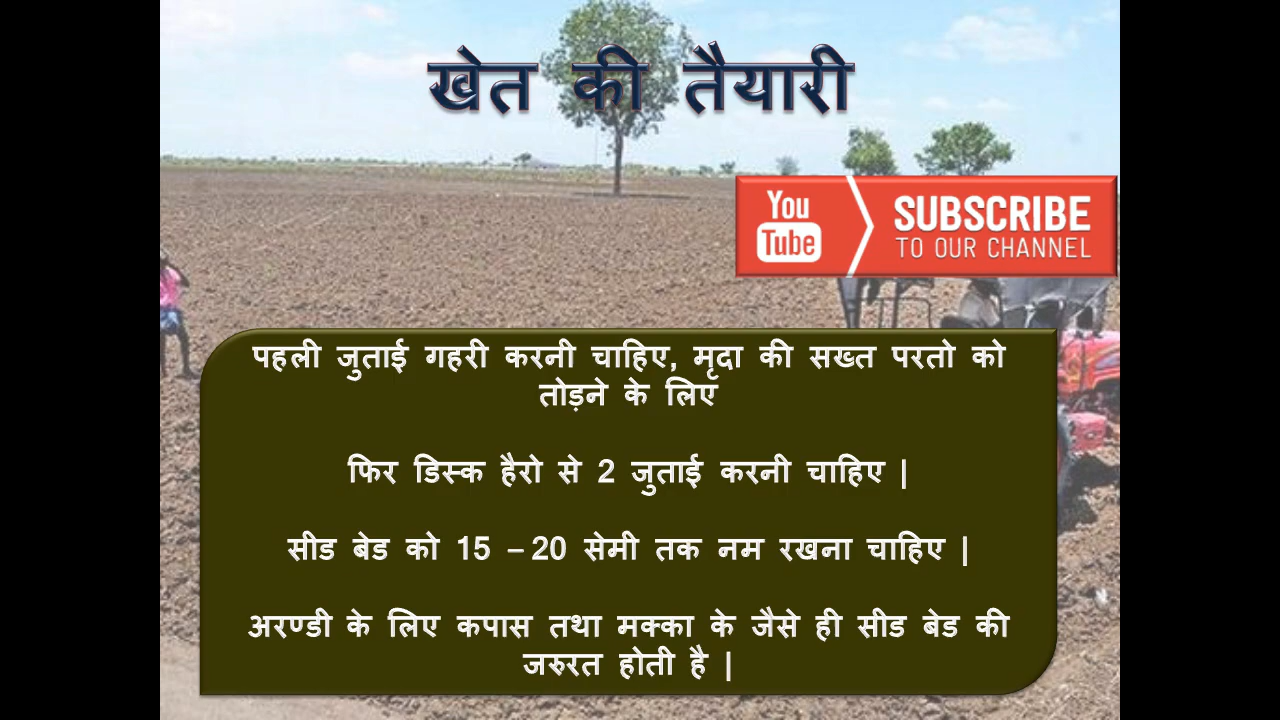 खेत की तैयारी
You
Tube
SUBSCRIBE
TO OUR CHANNEL
पहली जुताई गहरी करनी चाहिए, मृदा की सख्त परतो को
तोड़ने के लिए
फिर डिस्क हैरो से 2 जुताई करनी चाहिए |
सीड बेड को 15 – 20 सेमी तक नम रखना चाहिए |
अरण्डी के लिए कपास तथा मक्का के जैसे ही सीड बेड की
जरुरत होती है |